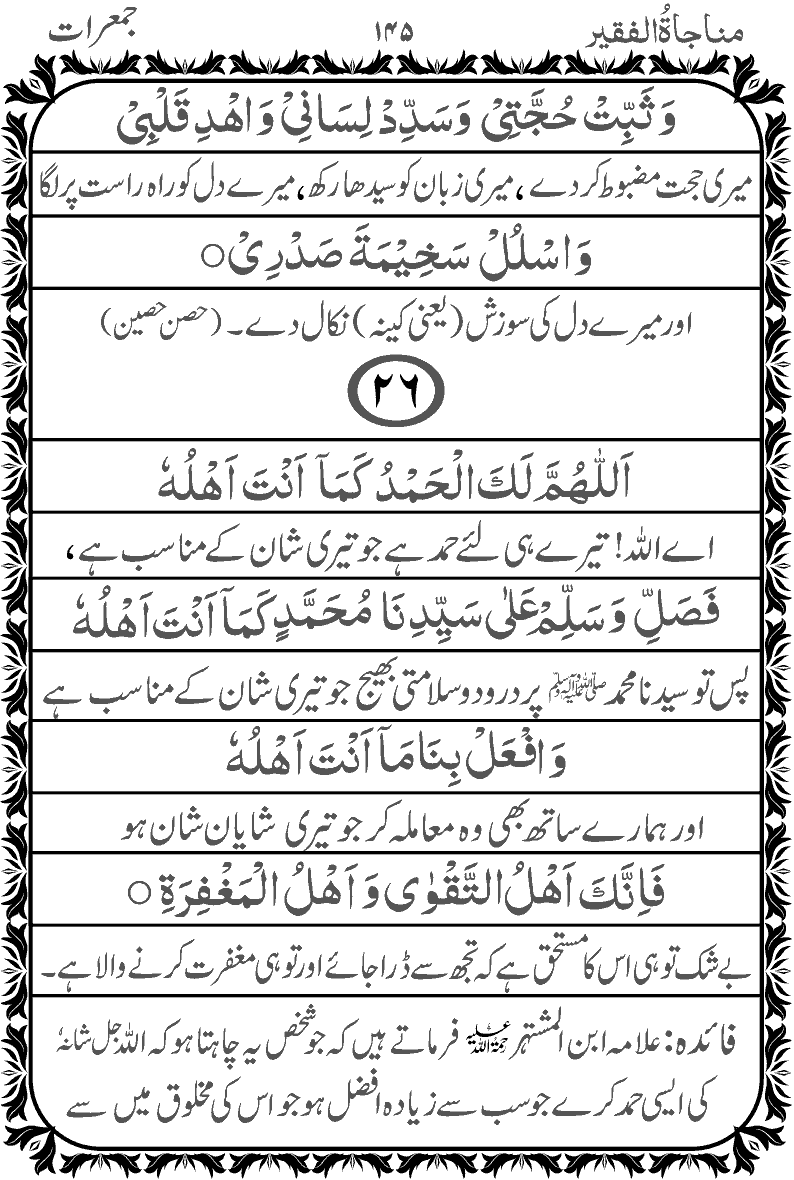 مناجاۃُالفقیر ۱۴۵ جمعرات
وَ ثَبِّتْ حُجَّتِیْ وَ سَدِّدْ لِسَانِیْ وَ اهْدِ قَلْبِیْ
میری حجت مضبوط کر دے، میری زبان کو سیدھا رکھ، میرے دل کو راہ راست پر لگا
وَ اسْلُلْ سَخِیْمَةَ صَدْرِیْ○
اور میرے دل کی سوزش (یعنی کینہ) نکال دے۔ (حصن حصین)
۲۶
اَللّٰهُمَّ لَكَ الْحَمْدُ كَمَآ اَنْتَ اَهْلُهٗ
اے اللہ! تیرے ہی لئے حمد ہے جو تیری شان کے مناسب ہے،
فَصَلِّ وَ سَلِّمْ عَلٰی سَیِّدِنَا مُحَمَّدٍ كَمَآ اَنْتَ اَهْلُهٗ
پس تو سیدنا محمد ﷺ پر درود و سلامتی بھیج جو تیری شان کے مناسب ہے
وَ افْعَلْ بِنَا مَآ اَنْتَ اَهْلُهٗ
اور ہمارے ساتھ بھی وہ معاملہ کر جو تیری شایان شان ہو
فَاِنَّكَ اَهْلُ التَّقْوٰی وَ اَهْلُ الْمَغْفِرَةِ ○
بے شک تو ہی اس کا مستحق ہے کہ تجھ سے ڈرا جائے اور تو ہی مغفرت کرنے والا ہے۔
فائدہ: علامہ ابن المشتہر رحمۃ اللہ علیہ فرماتے ہیں کہ جو شخص یہ چاہتا ہو کہ اللہ جل شانہٗ
کی ایسی حمد کرے جو سب سے زیادہ افضل ہو جو اس کی مخلوق میں سے